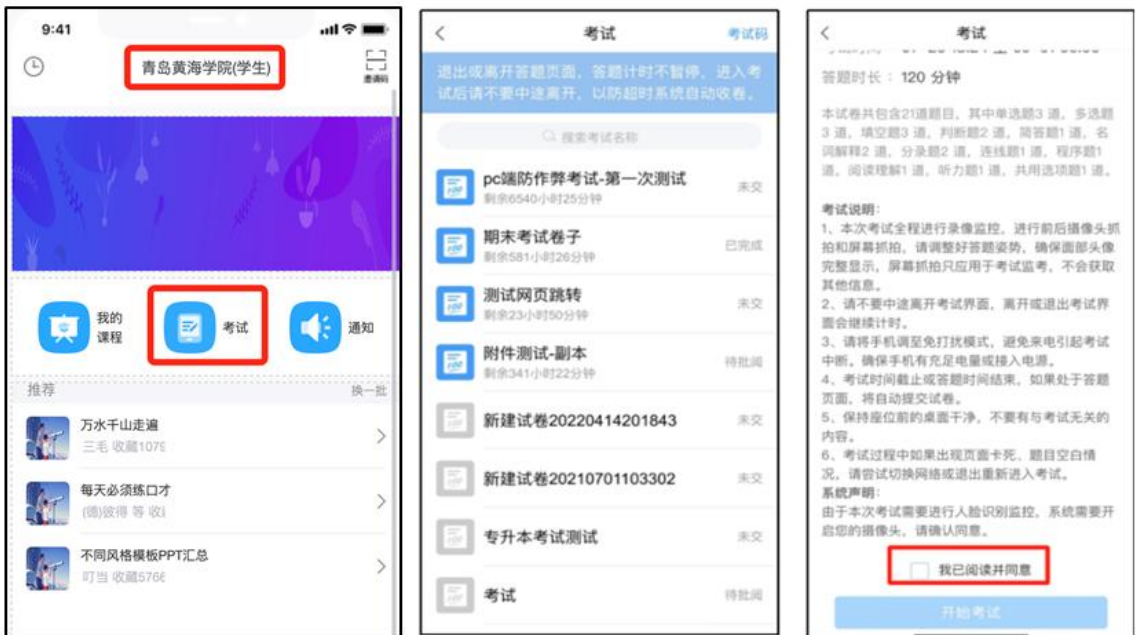 9:41
青岛黄海学院(学生)
邀请码
我的
课程
考试
通知
推荐
换一批
万水千山走遍
三毛 收藏1079
每天必须练口才
(德)彼得 等 收
不同风格模板PPT汇总
叮当 收藏5766
考试
考试码
退出或离开答题页面，答题计时不暂停，进入考
试后请不要中途离开，以防超时系统自动收卷。
搜索考试名称
pc端防作弊考试-第一次测试
未交
剩余6540小时25分钟
期末考试卷子
已完成
剩余581小时26分钟
测试网页跳转
未交
剩余23小时50分钟
附件测试-副本
待批阅
剩余341小时22分钟
新建试卷20220414201843
未交
新建试卷20210701103302
未交
专升本考试测试
未交
考试
待批阅
考试
答题时长： 120 分钟
本试卷共包含21道题目，其中单选题3 道，多选题
3 道，填空题3 道，判断题2 道，简答题1 道，名
词解释2 道，分录题2 道，连线题1 道，程序题1
道，阅读理解1 道，听力题1 道，共用选项题1 道。
考试说明：
1、本次考试全程进行录像监控，进行前后摄像头抓
拍和屏幕抓拍，请调整好答题姿势，确保面部头像
完整显示，屏幕抓拍只应用于考试监考，不会获取
其他信息。
2、请不要中途离开考试界面，离开或退出考试界
面会继续计时。
3、请将手机调至免打扰模式，避免来电引起考试
中断。确保手机有充足电量或接入电源。
4、考试时间截止或答题时间结束，如果处于答题
页面，将自动提交试卷。
5、保持座位前的桌面干净，不要有与考试无关的
内容。
6、考试过程中如果出现页面卡死、题目空白情
况，请尝试切换网络或退出重新进入考试。
系统声明：
由于本次考试需要进行人脸识别监控，系统需要开
启您的摄像头，请确认同意。
我已阅读并同意
开始考试